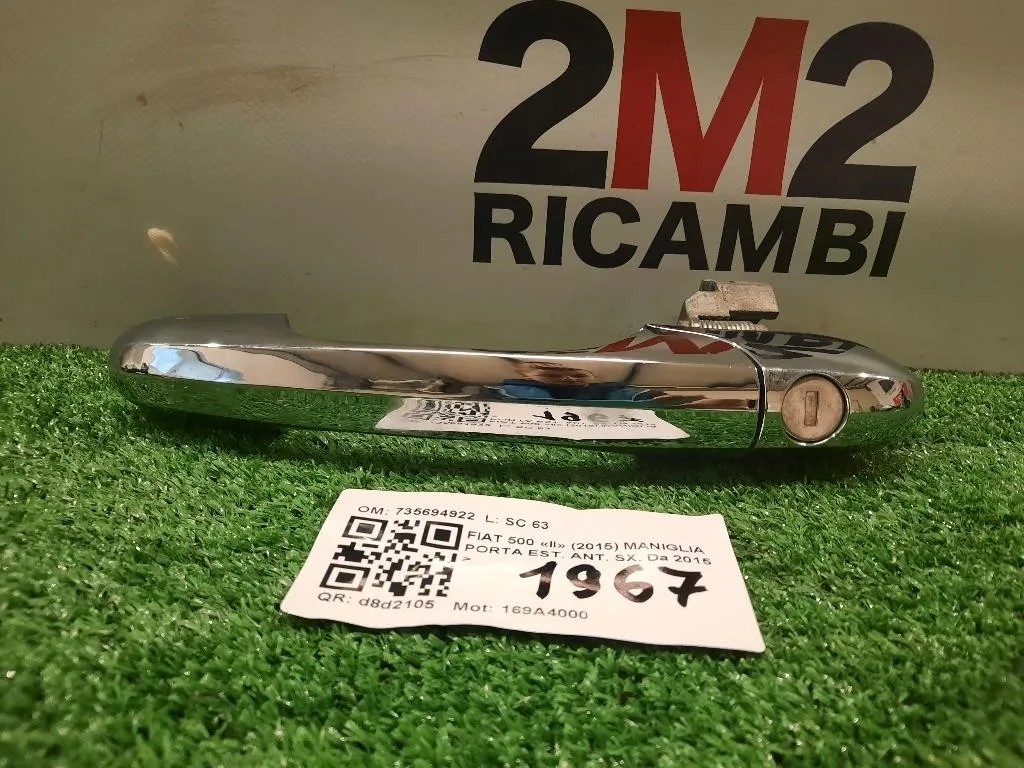 2M2
RICAMBI
OM: 735694922 L: SC 63
FIAT 500 «II» (2015) MANIGLIA
PORTA EST. ANT. SX. Da 2015
>
1967
QR: d8d2105 Mot: 169A4000